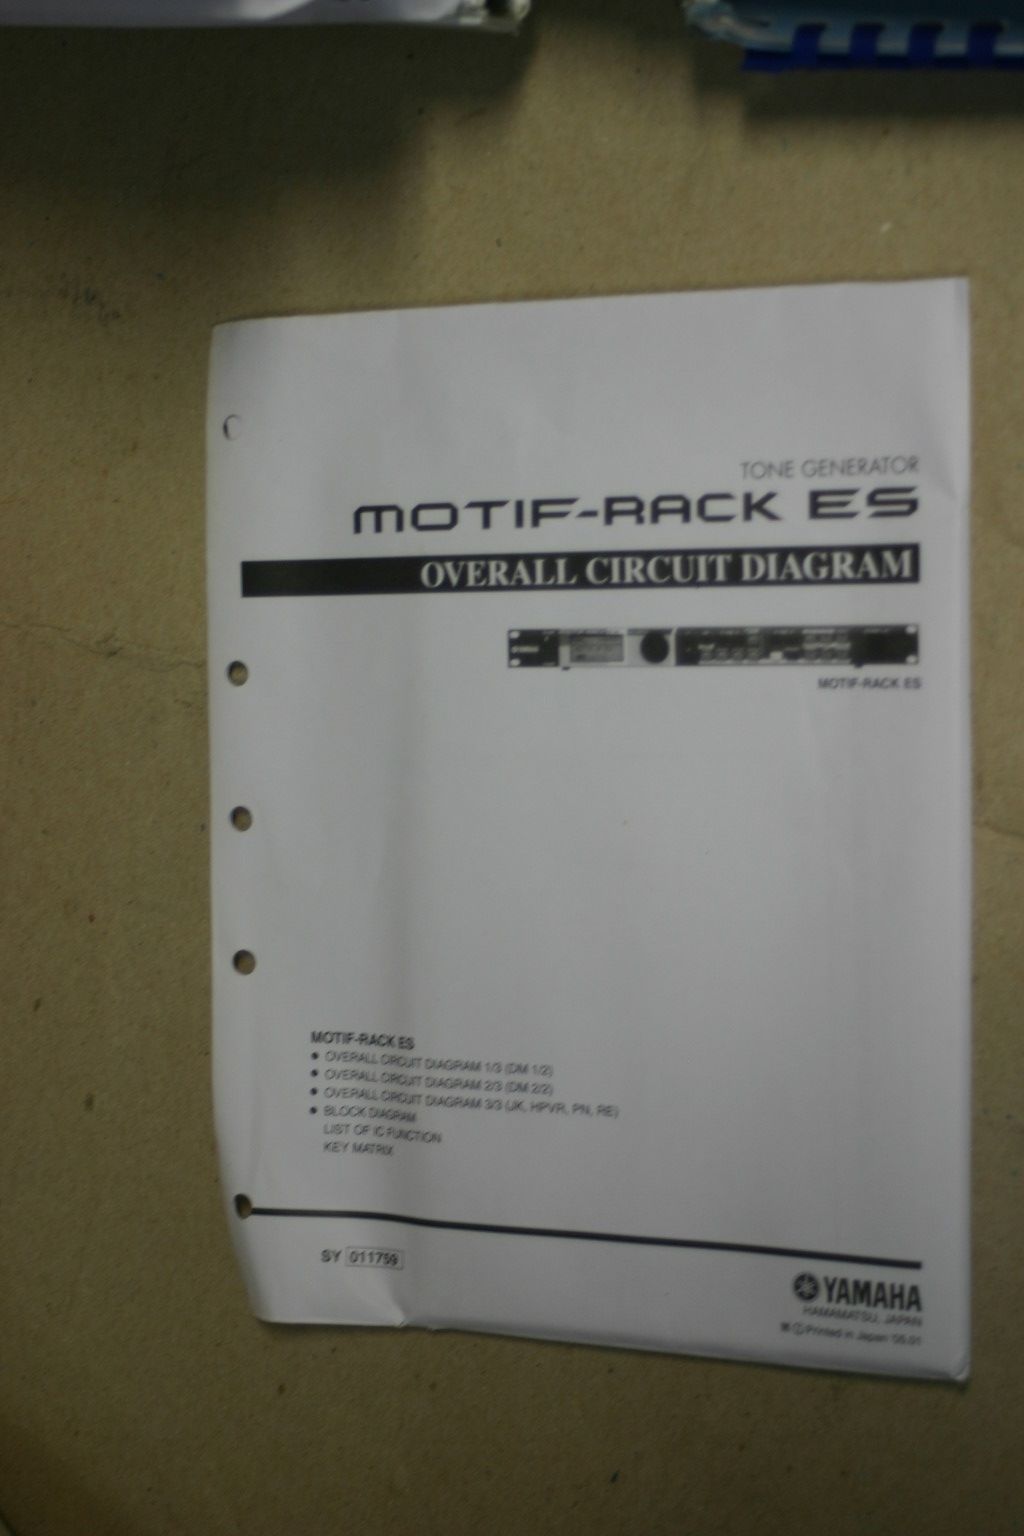 TONE GENERATOR
MOTIF-RACK ES
OVERALL CIRCUIT DIAGRAM
MOTIF-RACK ES
MOTIF-RACK ES
● OVERALL CIRCUIT DIAGRAM 1/3 (DM 1/2)
● OVERALL CIRCUIT DIAGRAM 2/3 (DM 2/2)
● OVERALL CIRCUIT DIAGRAM 3/3 (JK, HPVR, PN, RE)
● BLOCK DIAGRAM
LIST OF IC FUNCTION
KEY MATRIX
SY 011759
YAMAHA
HAMAMATSU, JAPAN
Printed in Japan '05.01